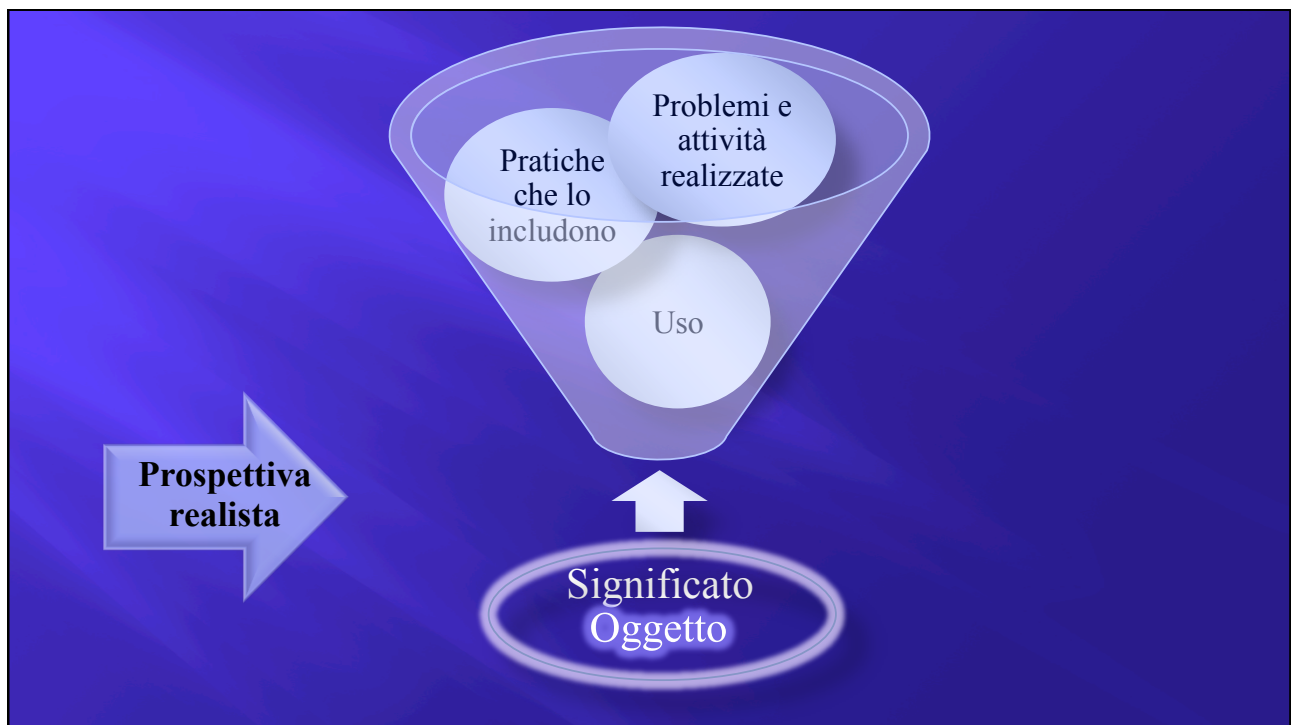 Problemi e
attività
realizzate
Pratiche
che lo
includono
Uso
Prospettiva
realista
Significato
Oggetto